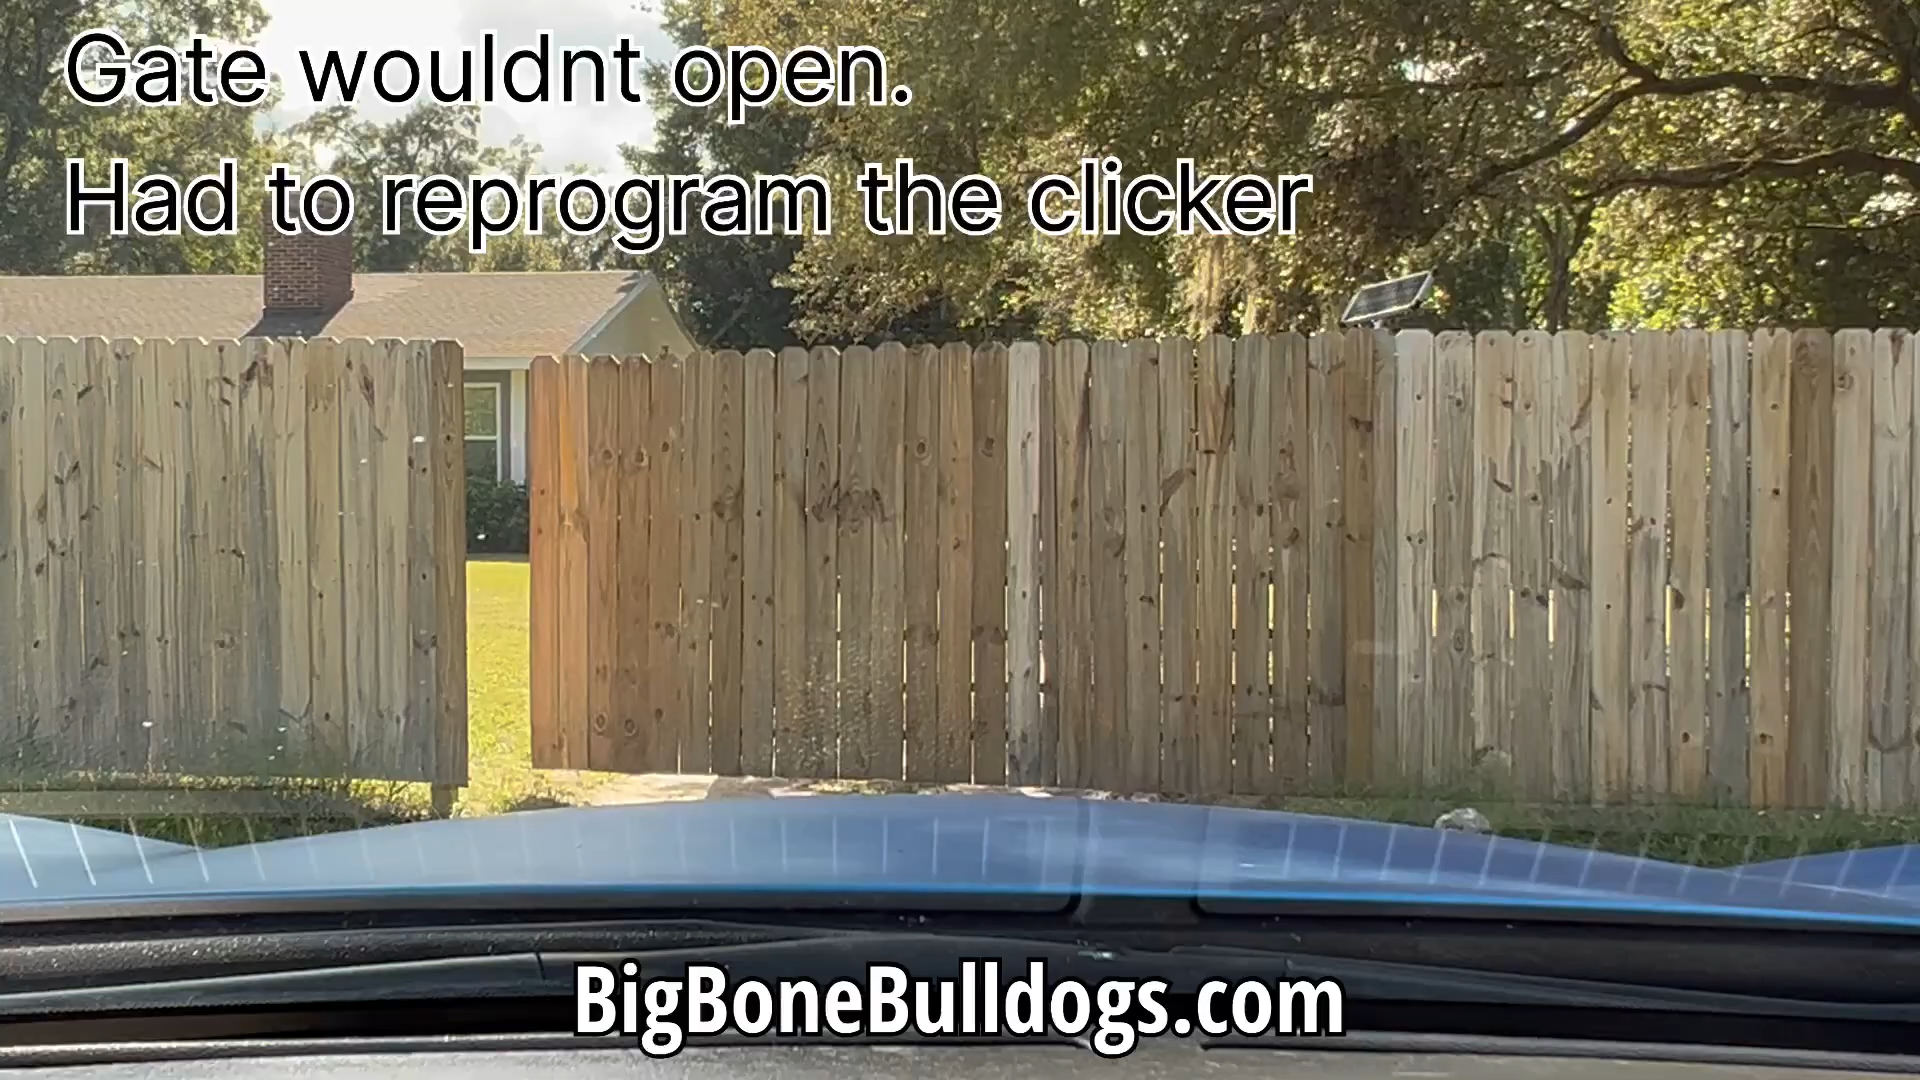 Gate wouldnt open.
Had to reprogram the clicker
BigBoneBulldogs.com